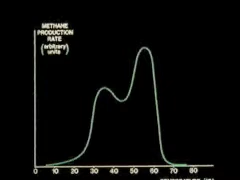 METHANE
PRODUCTION
RATE
(arbitrary
units)
0 10 20 30 40 50 60 70 80